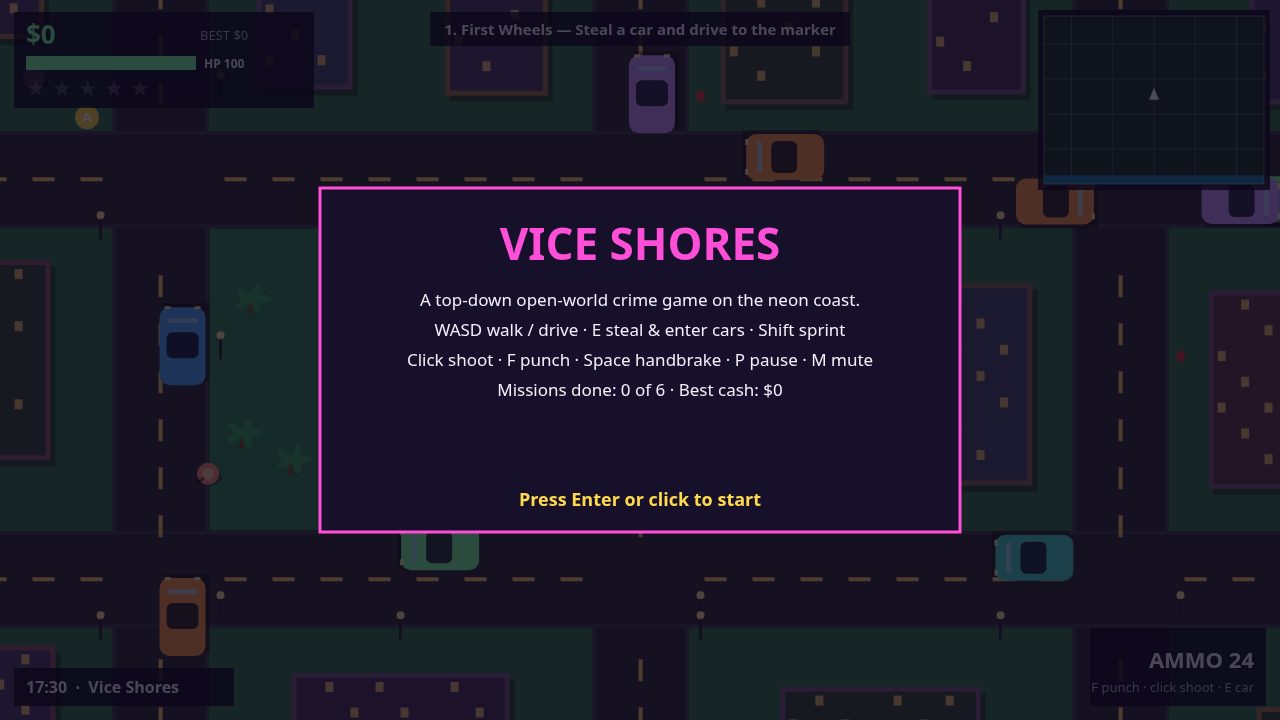 $0
BEST $0
HP 100
★ ★ ★ ★ ★
A
1. First Wheels — Steal a car and drive to the marker
VICE SHORES
A top-down open-world crime game on the neon coast.
WASD walk / drive · E steal & enter cars · Shift sprint
Click shoot · F punch · Space handbrake · P pause · M mute
Missions done: 0 of 6 · Best cash: $0
Press Enter or click to start
17:30 · Vice Shores
AMMO 24
F punch · click shoot · E car